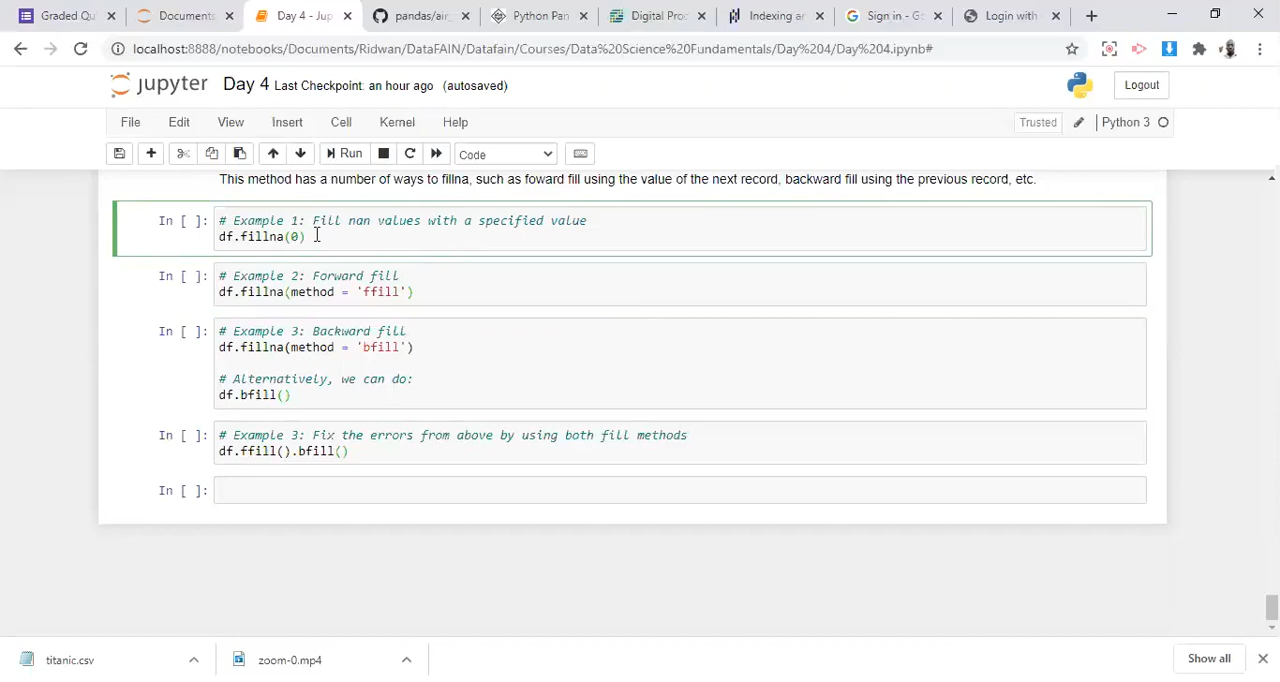 Graded Qu
Documents
Day 4 - Jup
pandas/air
Python Pan
Digital Pro
Indexing ar
Sign in - G
Login with
localhost:8888/notebooks/Documents/Ridwan/DataFAIN/Datafain/Courses/Data%20Science%20Fundamentals/Day%204/Day%204.ipynb#
jupyter Day 4 Last Checkpoint: an hour ago (autosaved)
Logout
File Edit View Insert Cell Kernel Help
Trusted Python 3
Run Code
This method has a number of ways to fillna, such as foward fill using the value of the next record, backward fill using the previous record, etc.
In [ ]: # Example 1: Fill nan values with a specified value
df.fillna(0)
In [ ]: # Example 2: Forward fill
df.fillna(method = 'ffill')
In [ ]: # Example 3: Backward fill
df.fillna(method = 'bfill')
# Alternatively, we can do:
df.bfill()
In [ ]: # Example 3: Fix the errors from above by using both fill methods
df.ffill().bfill()
In [ ]:
titanic.csv
zoom-0.mp4
Show all